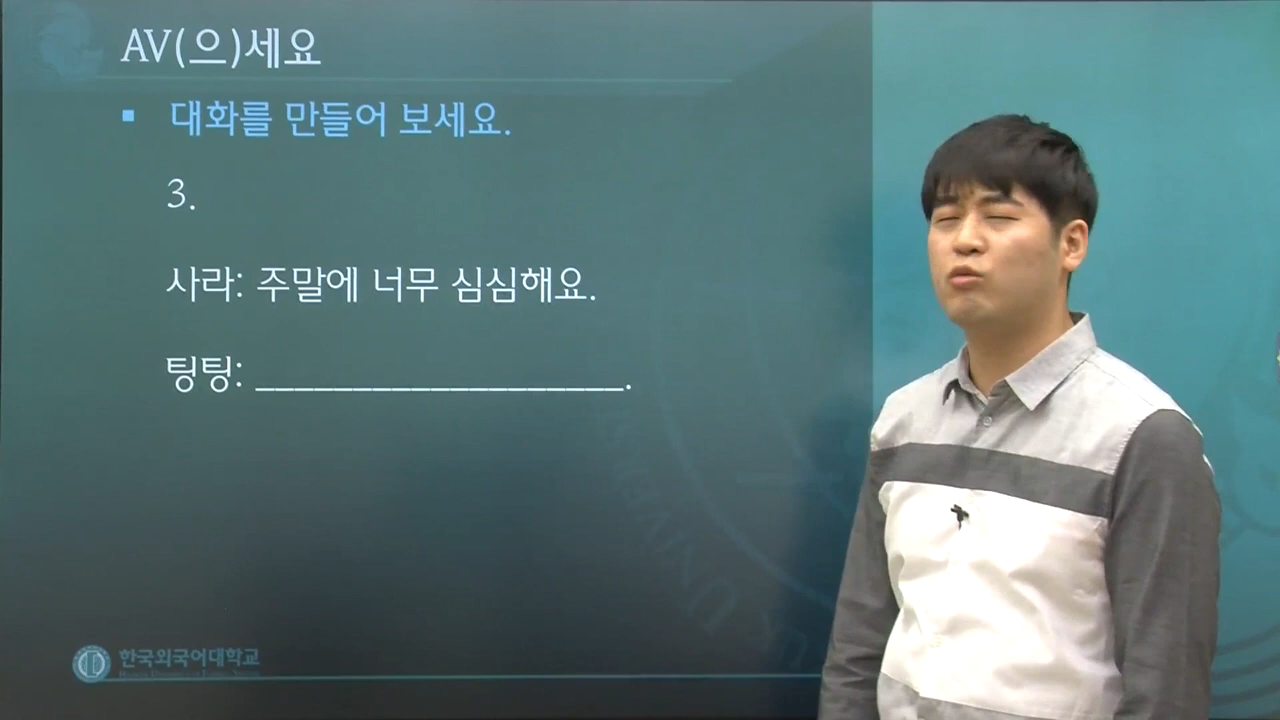 AV(으)세요
▪ 대화를 만들어 보세요.
3.
사라: 주말에 너무 심심해요.
팅팅: ___________________.
한국외국어대학교